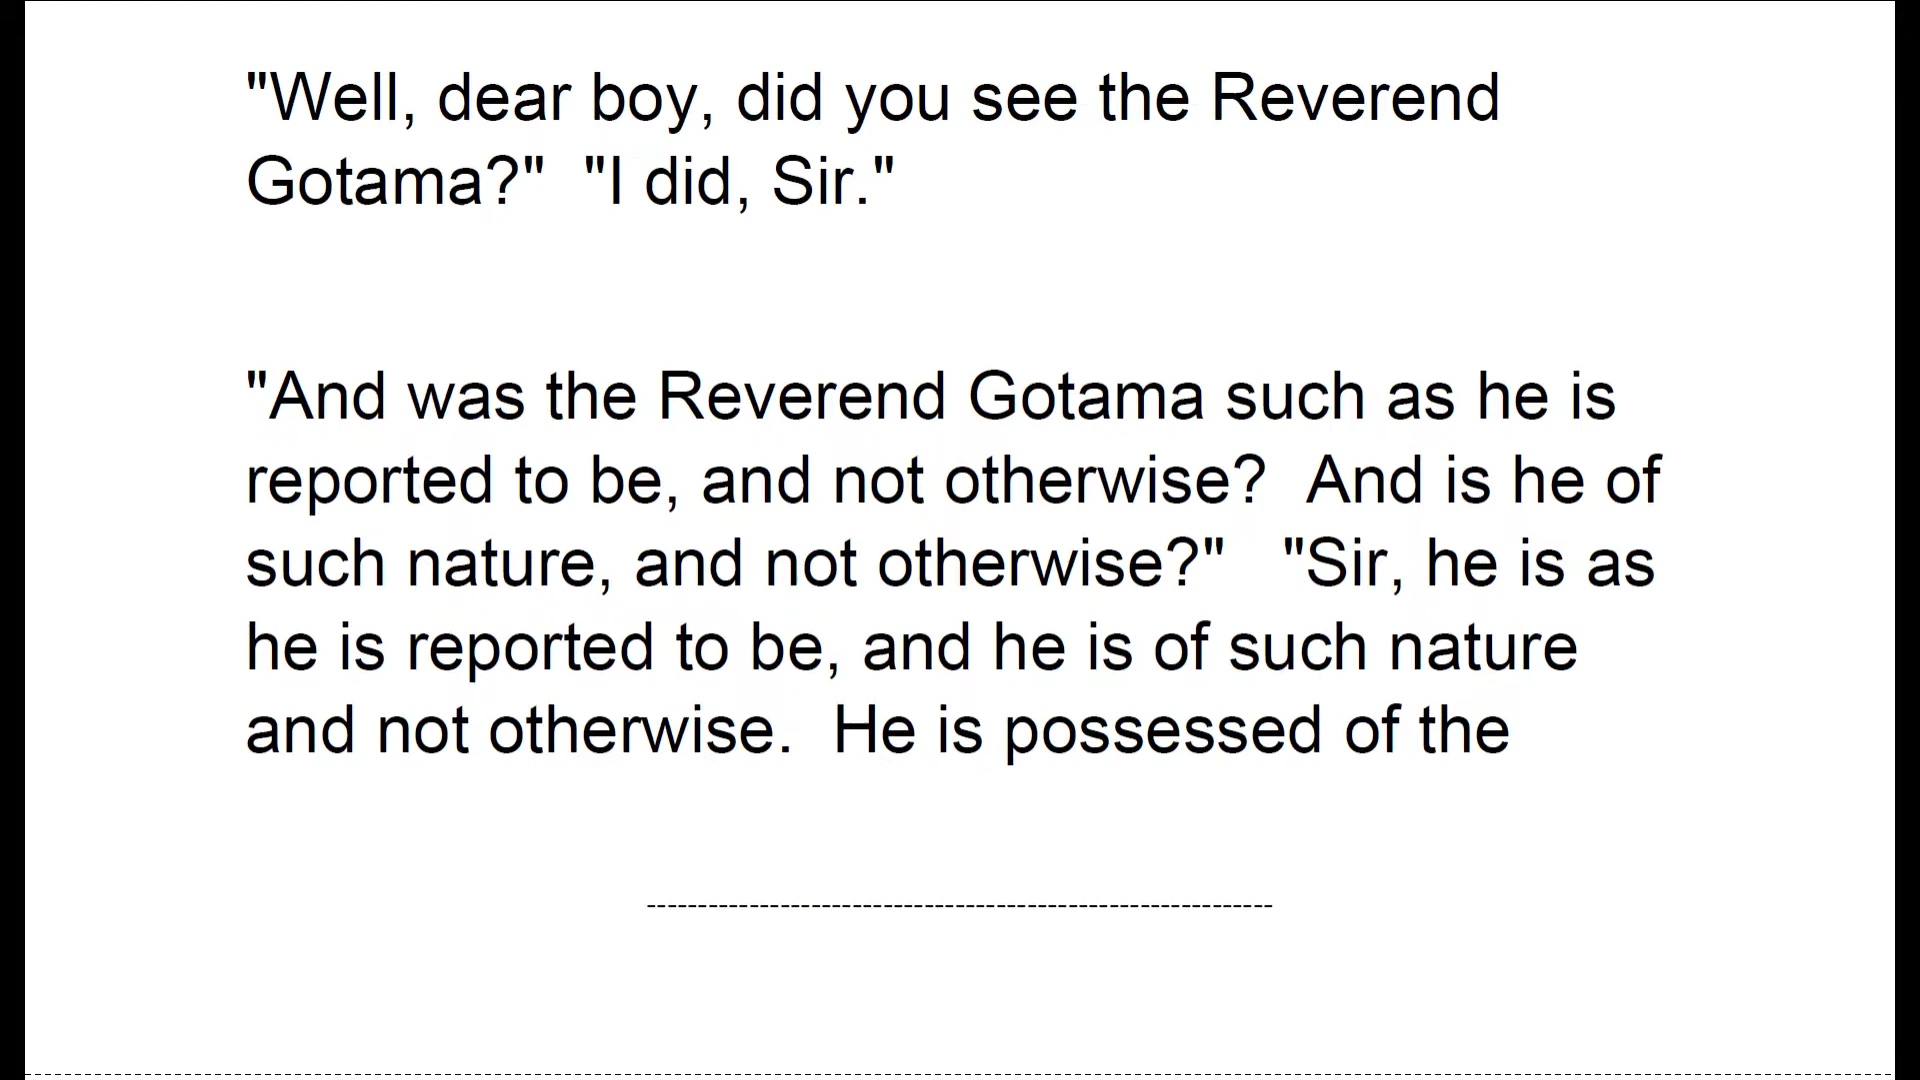 "Well, dear boy, did you see the Reverend
Gotama?"  "I did, Sir."
"And was the Reverend Gotama such as he is
reported to be, and not otherwise?  And is he of
such nature, and not otherwise?"   "Sir, he is as
he is reported to be, and he is of such nature
and not otherwise.  He is possessed of the
-------------------------------------------------------------